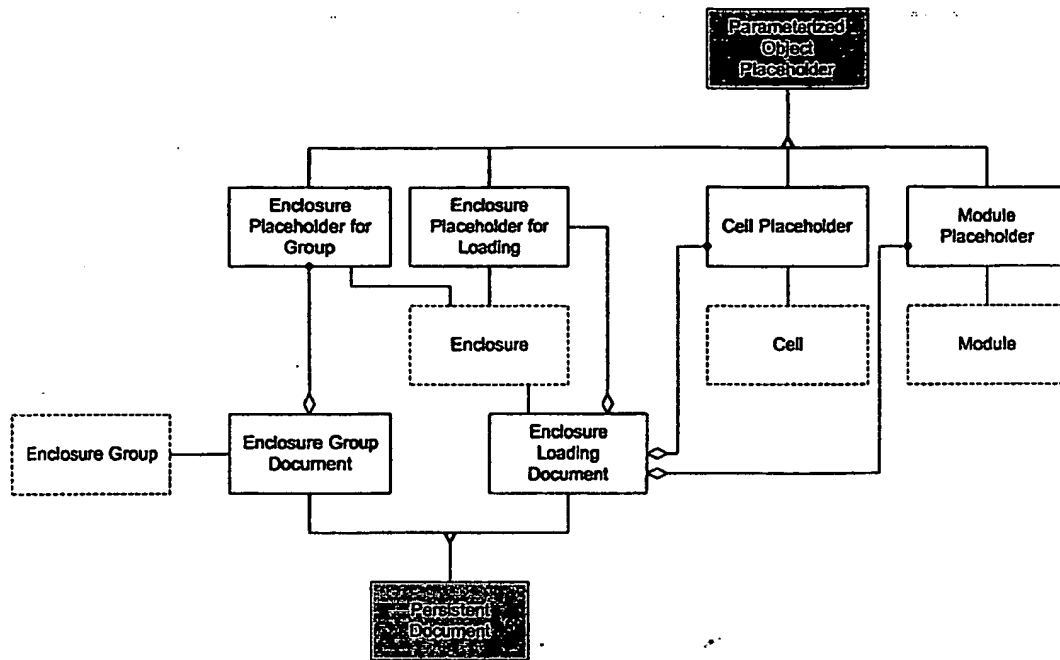 Parameterized
Object
Placeholder
Enclosure
Placeholder for
Group
Enclosure
Placeholder for
Loading
Cell Placeholder
Module
Placeholder
Enclosure
Cell
Module
Enclosure Group
Enclosure Group
Document
Enclosure
Loading
Document
Persistent
Document